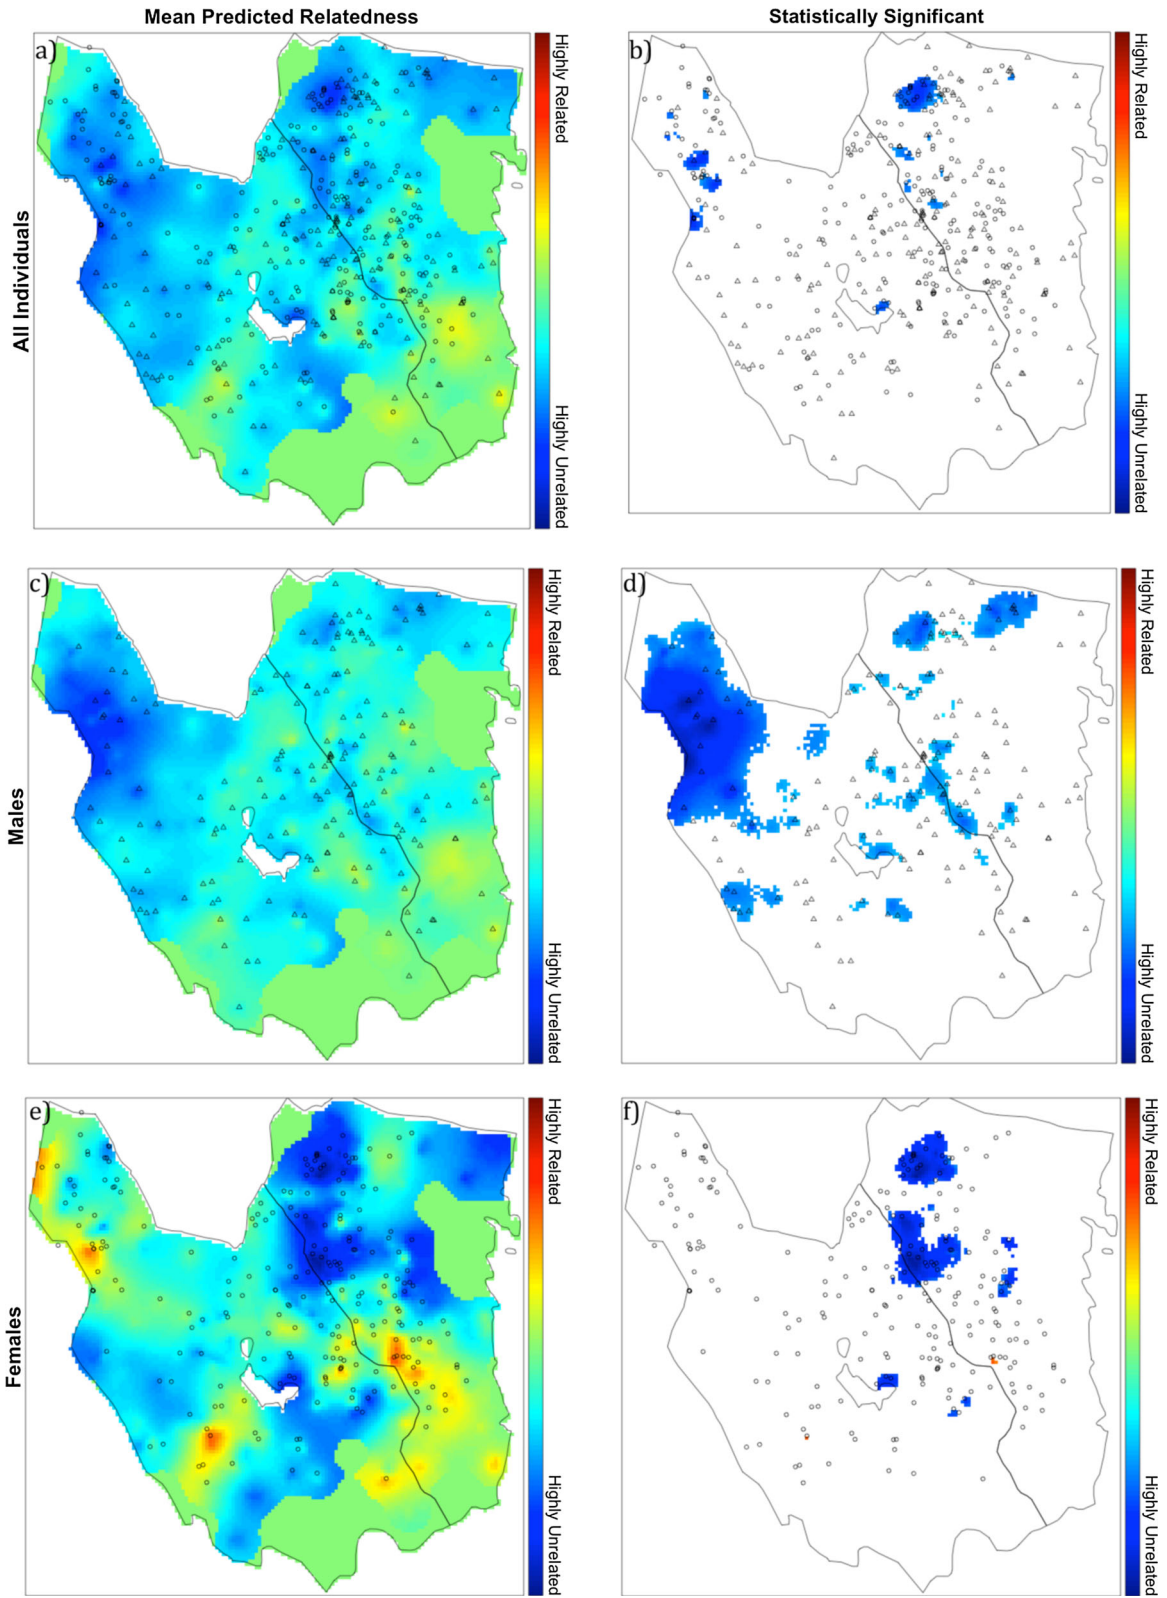 Mean Predicted Relatedness
Statistically Significant
All Individuals
a)
Highly Related
Highly Unrelated
b)
Highly Related
Highly Unrelated
Males
c)
Highly Related
Highly Unrelated
d)
Highly Related
Highly Unrelated
Females
e)
Highly Related
Highly Unrelated
f)
Highly Related
Highly Unrelated